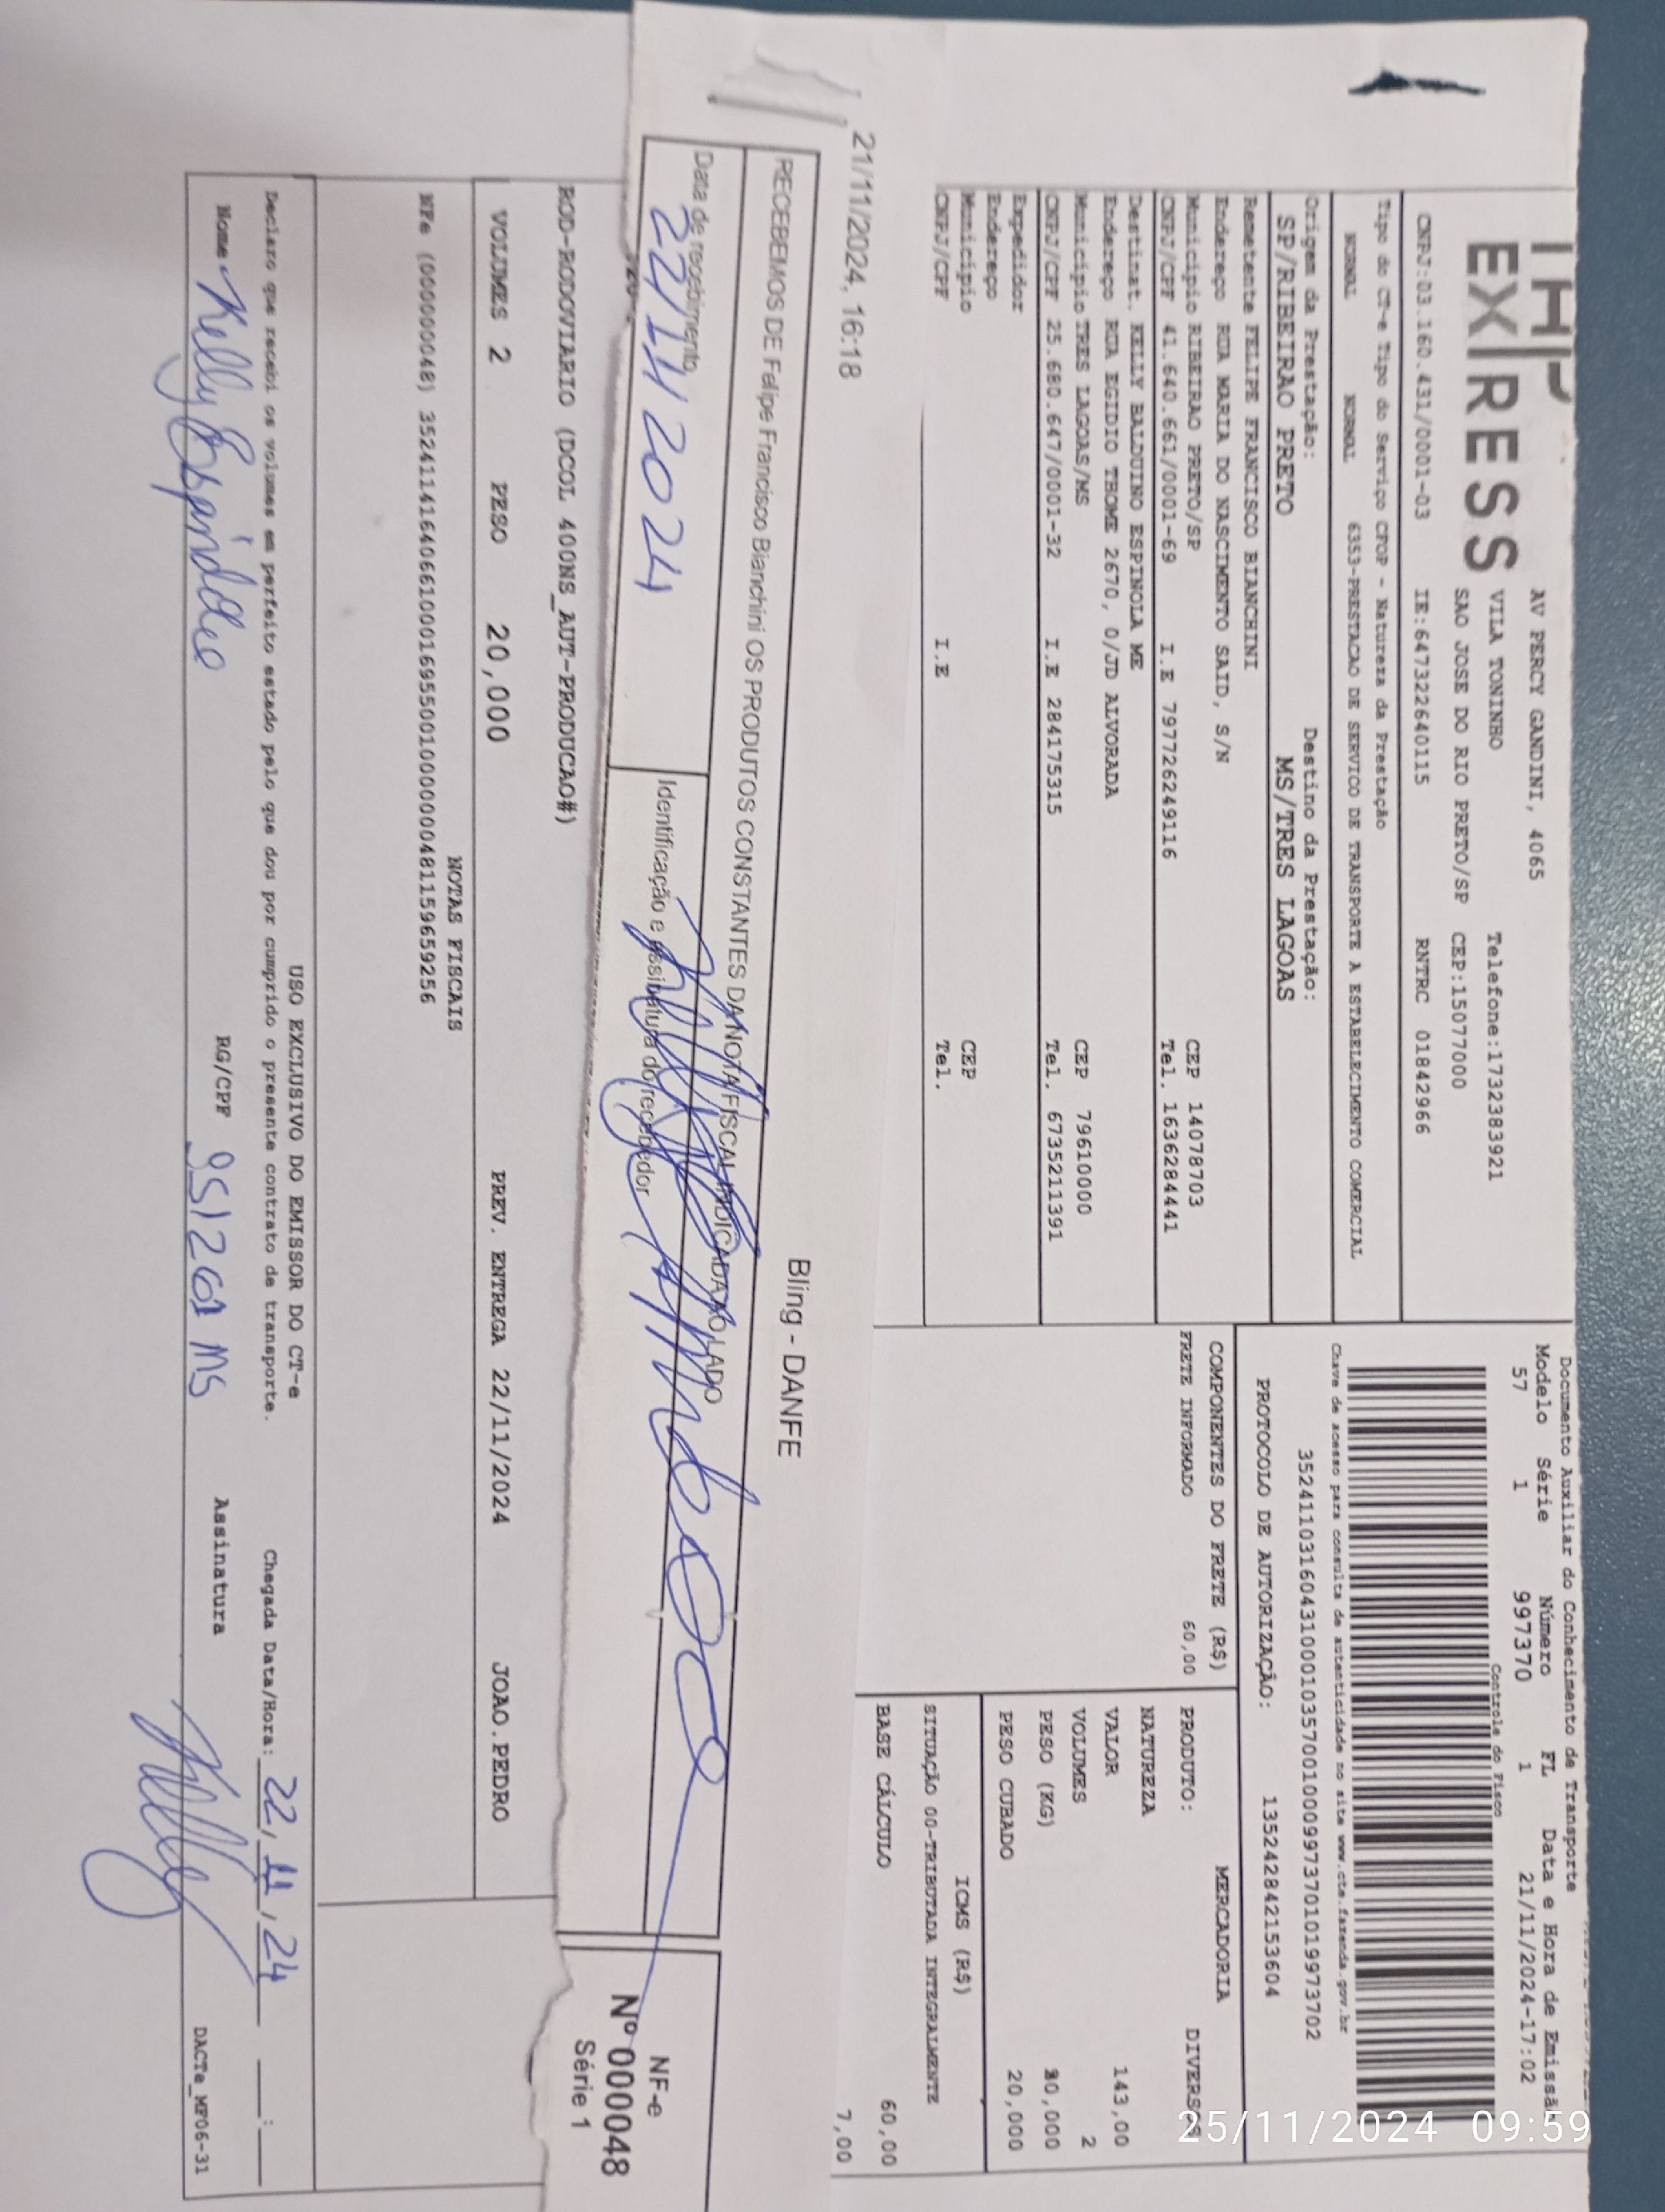 EXPRESS
AV PERCY GANDINI, 4065
VILA TONINHO Telefone:1732383921
SAO JOSE DO RIO PRETO/SP CEP:15077000
CNPJ:03.160.431/0001-03 IE:647322640115 RNTRC 01842966
Tipo do CT-e Tipo do Serviço CFOP - Natureza da Prestação
NORMAL NORMAL 6353-PRESTACAO DE SERVICO DE TRANSPORTE A ESTABELECIMENTO COMERCIAL
Origem da Prestação: Destino da Prestação:
SP/RIBEIRAO PRETO MS/TRES LAGOAS
Remetente FELIPE FRANCISCO BIANCHINI
Endereço RUA MARIA DO NASCIMENTO SAID, S/N
Municipio RIBEIRAO PRETO/SP CEP 14078703
CNPJ/CPF 41.640.661/0001-69 I.E 797726249116 Tel. 1636284441
Destinat. KELLY BALDUINO ESPINOLA ME
Endereço RUA EGIDIO THOME 2670, 0/JD ALVORADA
Municipio TRES LAGOAS/MS CEP 79610000
CNPJ/CPF 25.680.647/0001-32 I.E 284175315 Tel. 6735211391
Expedidor
Endereço
Municipio CEP
CNPJ/CPF I.E Tel.
Documento Auxiliar do Conhecimento de Transporte
Modelo Série Número FL Data e Hora de Emissão
57 1 997370 1 21/11/2024-17:02
Controle do Fisco
Chave de acesso para consulta de autenticidade no site www.cte.fazenda.gov.br
35241103160431000103570010009973701019973702
PROTOCOLO DE AUTORIZAÇÃO: 135242842153604
COMPONENTES DO FRETE (R$)
FRETE INFORMADO 60,00
MERCADORIA
PRODUTO: DIVERSOS
NATUREZA
VALOR 143,00
VOLUMES 2
PESO (KG) 20,000
PESO CUBADO 20,000
ICMS (R$)
SITUAÇÃO 00-TRIBUTADA INTEGRALMENTE
BASE CÁLCULO 60,00
7,00
25/11/2024 09:59
21/11/2024, 16:18 Bling - DANFE
RECEBEMOS DE Felipe Francisco Bianchini OS PRODUTOS CONSTANTES DA NOTA FISCAL INDICADA AO LADO
Data de recebimento Identificação e assinatura do recebedor
22/11/2024
NF-e
Nº 000048
Série 1
ROD-RODOVIARIO (DCOL 400NS_AUT-PRODUCAO#)
VOLUMES 2 PESO 20,000 PREV. ENTREGA 22/11/2024 JOAO.PEDRO
NOTAS FISCAIS
NFe (000000048) 35241141640661000169550010000000481159659256
USO EXCLUSIVO DO EMISSOR DO CT-e
Declaro que recebi os volumes em perfeito estado pelo que dou por cumprido o presente contrato de transporte. Chegada Data/Hora: 22/11/24 __:__
Nome Kelly RG/CPF 951261 MS Assinatura Kelly
DACTe_MF06-31